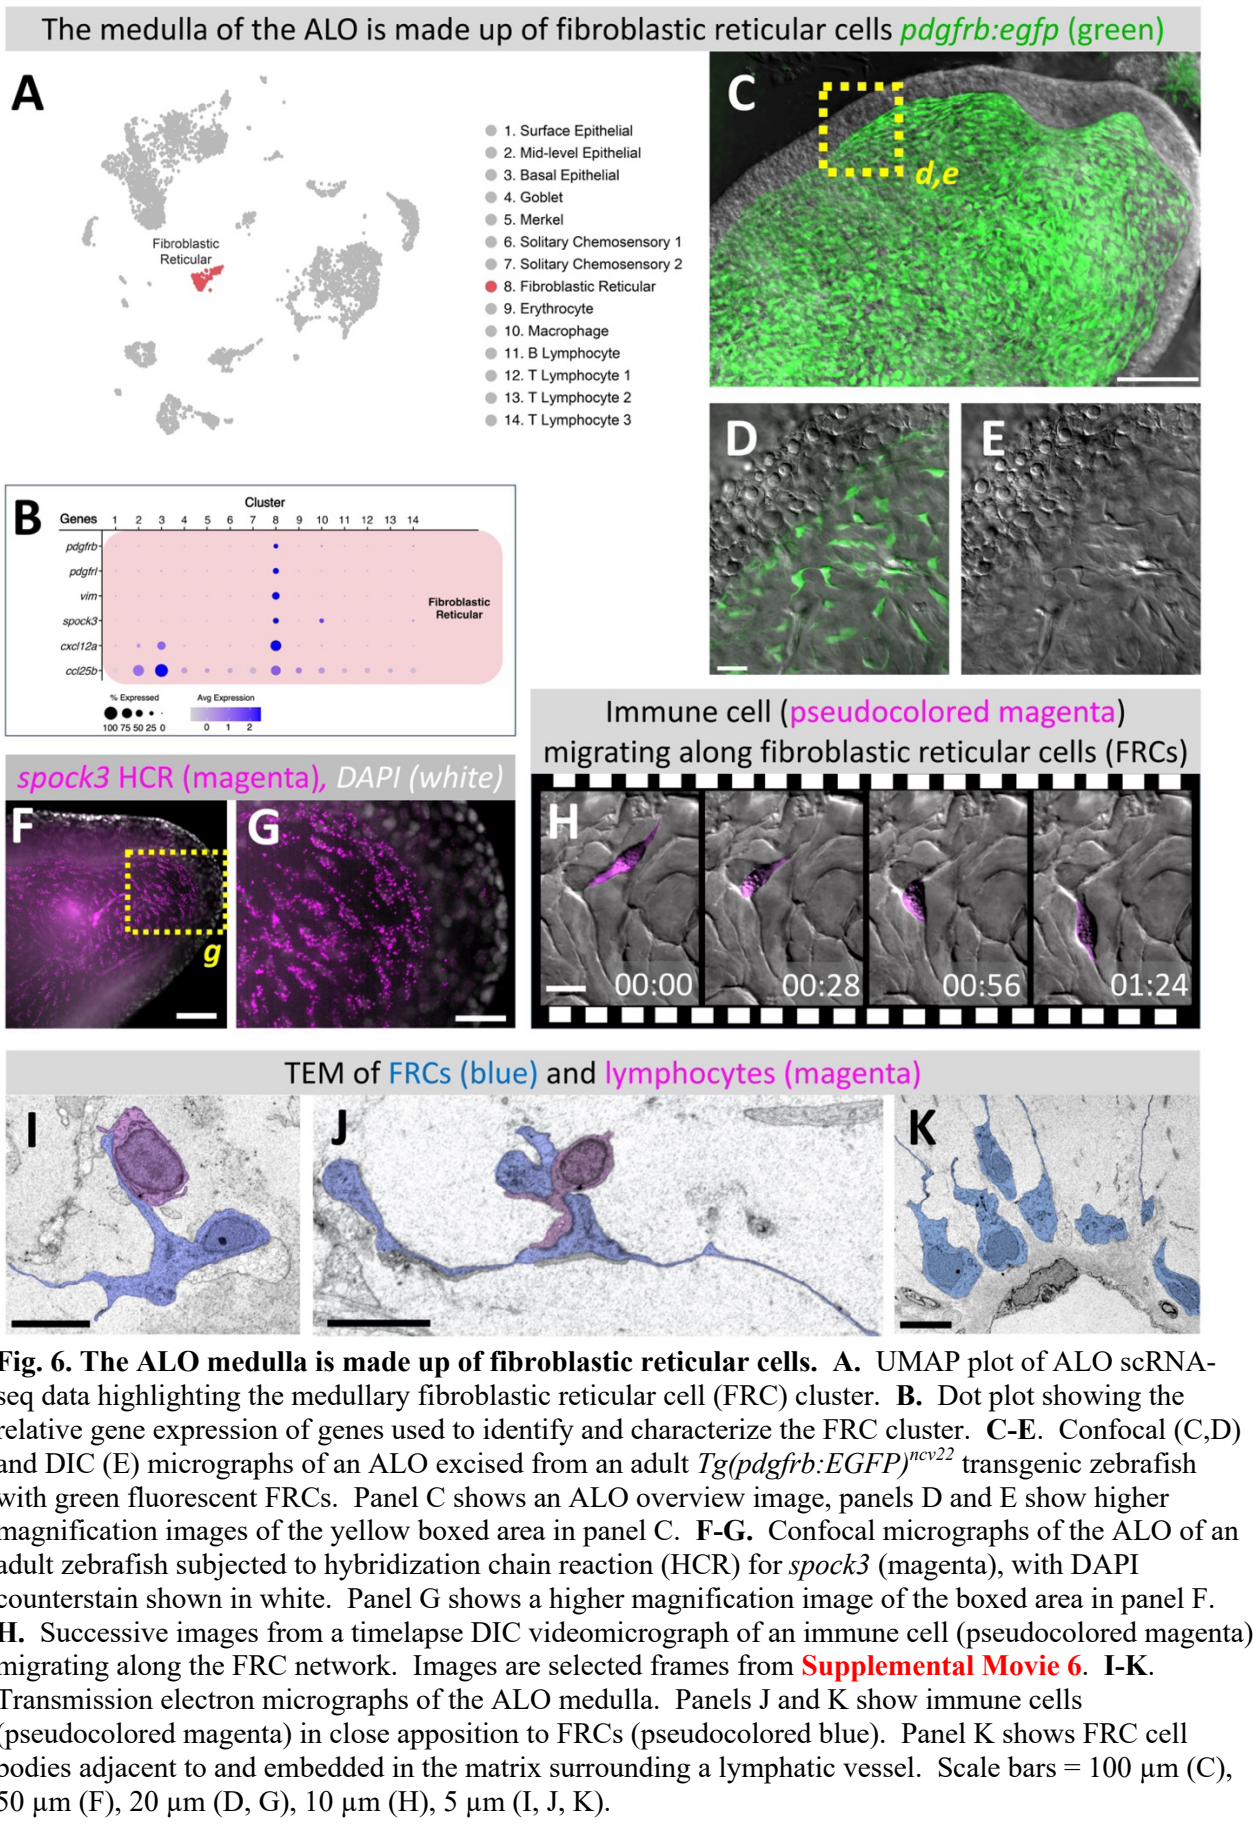 The medulla of the ALO is made up of fibroblastic reticular cells pdgfrb:egfp (green)
A
Fibroblastic
Reticular
1. Surface Epithelial
2. Mid-level Epithelial
3. Basal Epithelial
4. Goblet
5. Merkel
6. Solitary Chemosensory 1
7. Solitary Chemosensory 2
8. Fibroblastic Reticular
9. Erythrocyte
10. Macrophage
11. B Lymphocyte
12. T Lymphocyte 1
13. T Lymphocyte 2
14. T Lymphocyte 3
C
d,e
D
E
B
Cluster
Genes 1 2 3 4 5 6 7 8 9 10 11 12 13 14
pdgfrb
pdgfrl
vim
spock3
cxcl12a
ccl25b
Fibroblastic
Reticular
% Expressed
100 75 50 25 0
Avg Expression
0 1 2
spock3 HCR (magenta), DAPI (white)
F
g
G
Immune cell (pseudocolored magenta)
migrating along fibroblastic reticular cells (FRCs)
H
00:00
00:28
00:56
01:24
TEM of FRCs (blue) and lymphocytes (magenta)
I
J
K
Fig. 6. The ALO medulla is made up of fibroblastic reticular cells. A. UMAP plot of ALO scRNA-
seq data highlighting the medullary fibroblastic reticular cell (FRC) cluster. B. Dot plot showing the
relative gene expression of genes used to identify and characterize the FRC cluster. C-E. Confocal (C,D)
and DIC (E) micrographs of an ALO excised from an adult Tg(pdgfrb:EGFP)ncv22 transgenic zebrafish
with green fluorescent FRCs. Panel C shows an ALO overview image, panels D and E show higher
magnification images of the yellow boxed area in panel C. F-G. Confocal micrographs of the ALO of an
adult zebrafish subjected to hybridization chain reaction (HCR) for spock3 (magenta), with DAPI
counterstain shown in white. Panel G shows a higher magnification image of the boxed area in panel F.
H. Successive images from a timelapse DIC videomicrograph of an immune cell (pseudocolored magenta)
migrating along the FRC network. Images are selected frames from Supplemental Movie 6. I-K.
Transmission electron micrographs of the ALO medulla. Panels J and K show immune cells
(pseudocolored magenta) in close apposition to FRCs (pseudocolored blue). Panel K shows FRC cell
bodies adjacent to and embedded in the matrix surrounding a lymphatic vessel. Scale bars = 100 µm (C),
50 µm (F), 20 µm (D, G), 10 µm (H), 5 µm (I, J, K).